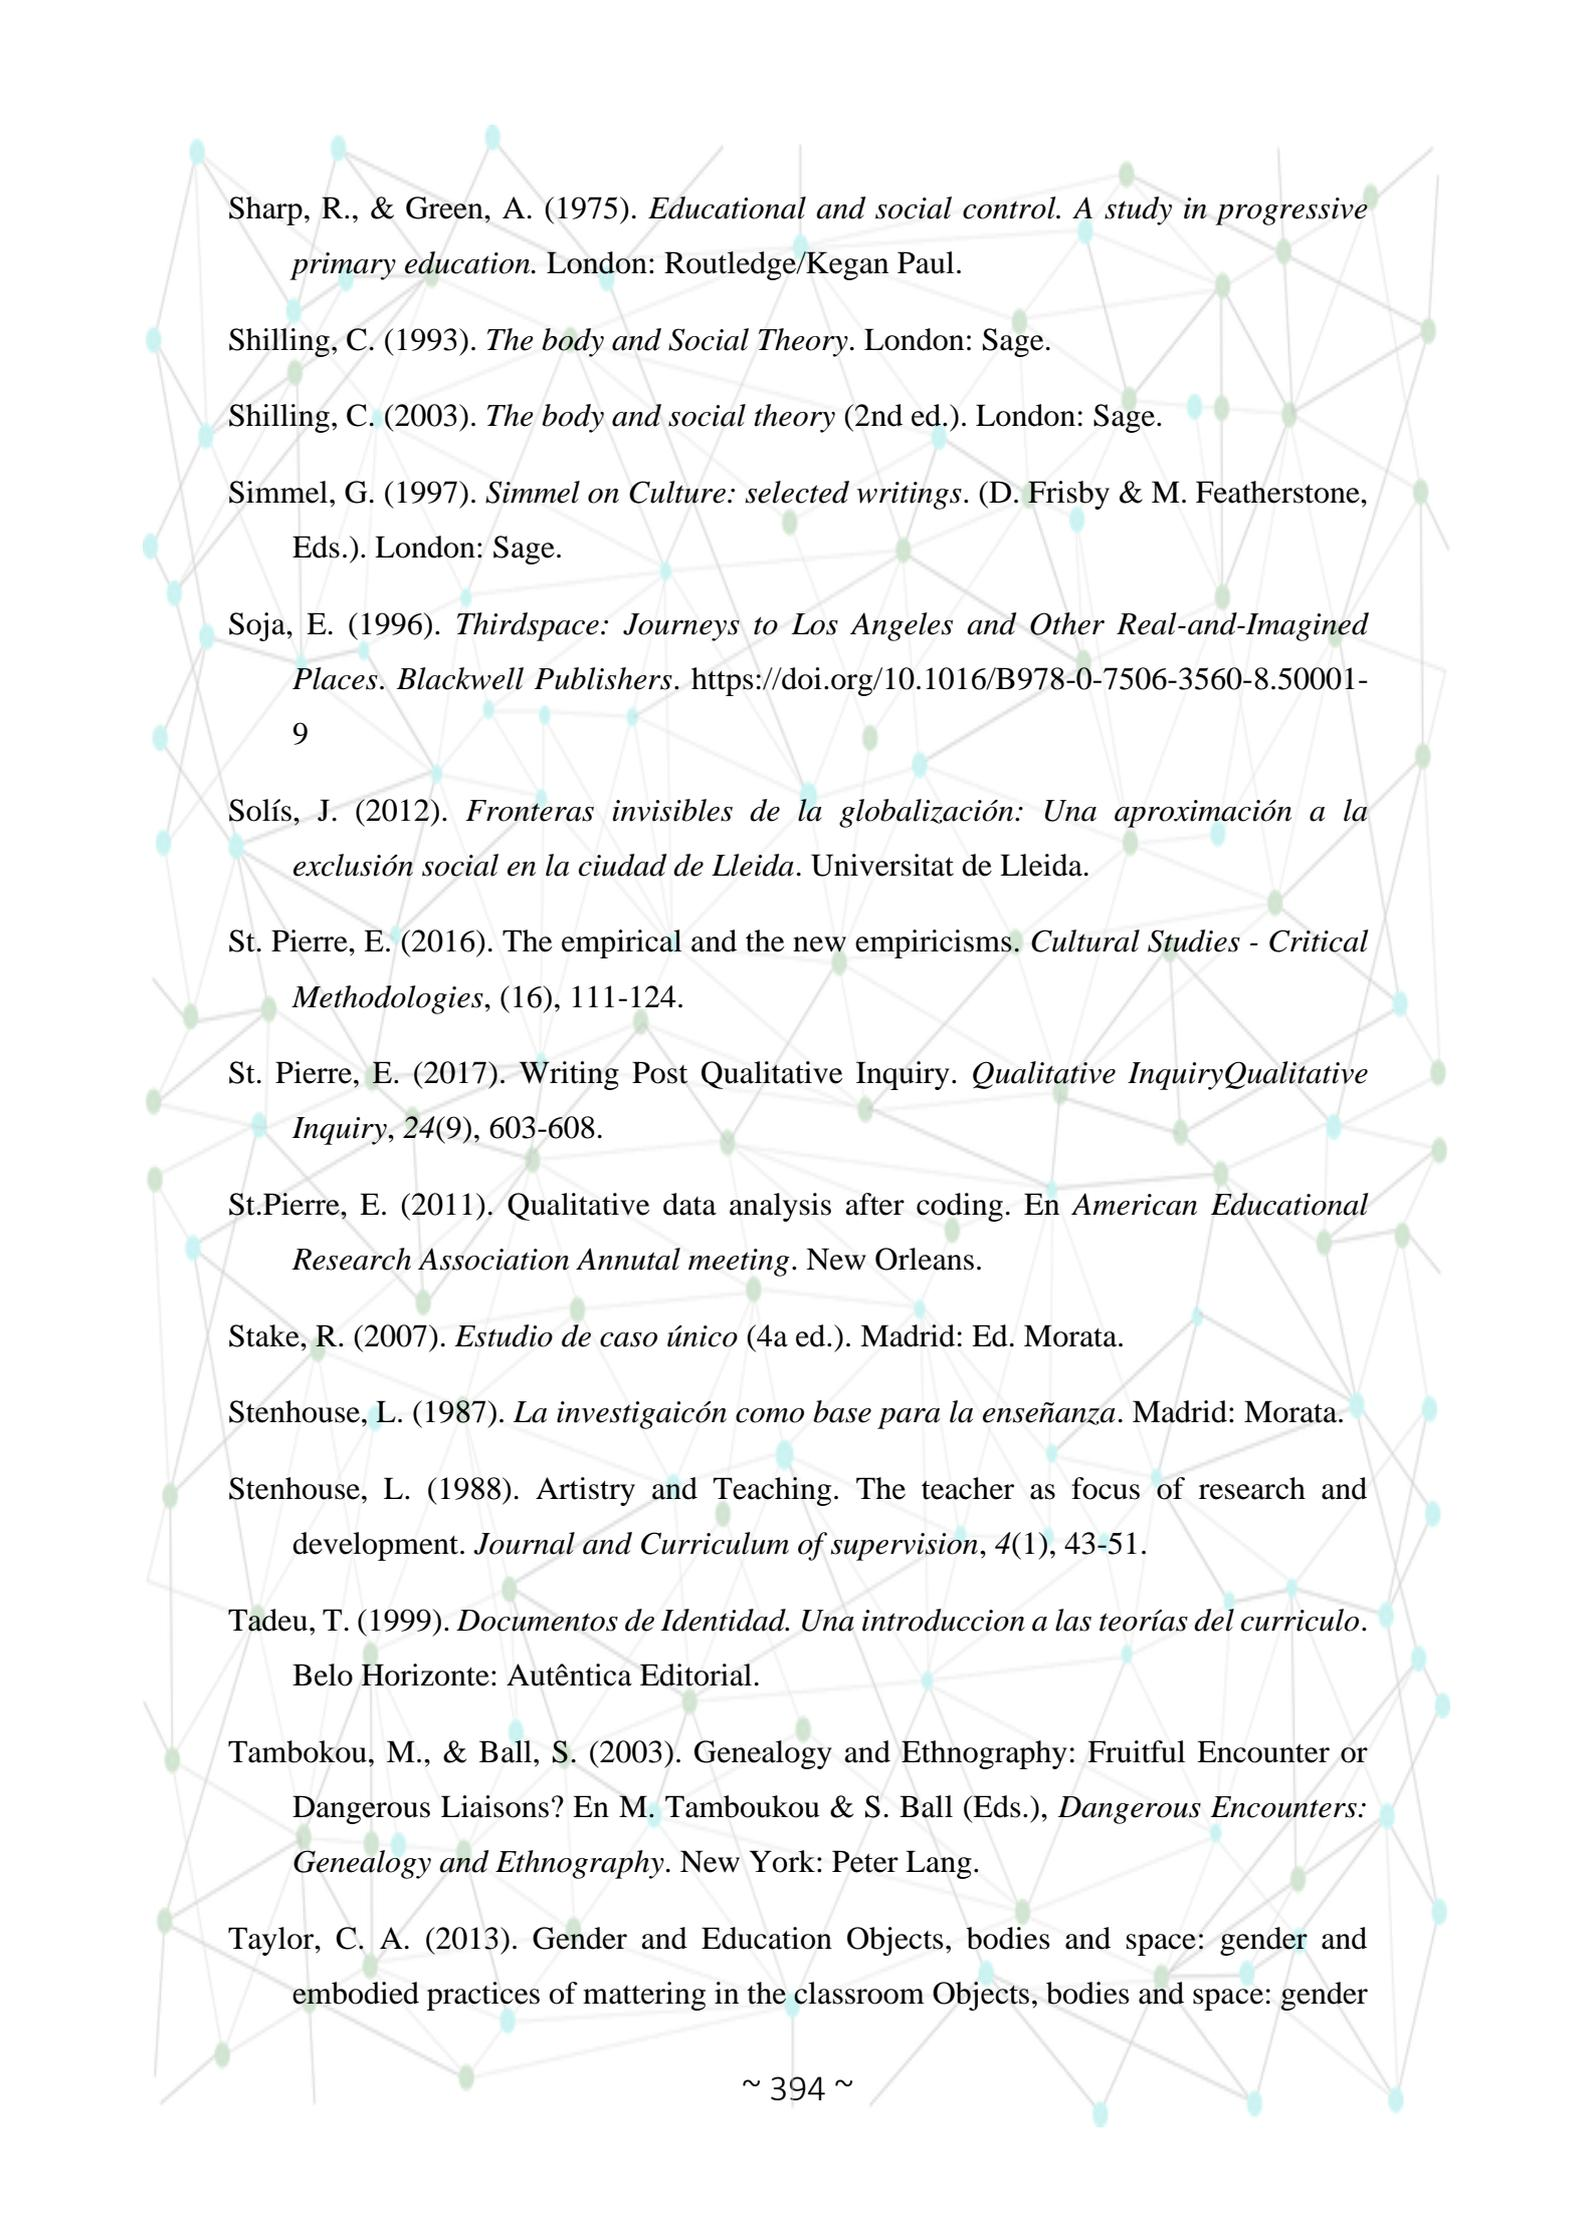 Sharp, R., & Green, A. (1975). Educational and social control. A study in progressive
primary education. London: Routledge/Kegan Paul.
Shilling, C. (1993). The body and Social Theory. London: Sage.
Shilling, C. (2003). The body and social theory (2nd ed.). London: Sage.
Simmel, G. (1997). Simmel on Culture: selected writings. (D. Frisby & M. Featherstone,
Eds.). London: Sage.
Soja, E. (1996). Thirdspace: Journeys to Los Angeles and Other Real-and-Imagined
Places. Blackwell Publishers. https://doi.org/10.1016/B978-0-7506-3560-8.50001-
9
Solís, J. (2012). Fronteras invisibles de la globalización: Una aproximación a la
exclusión social en la ciudad de Lleida. Universitat de Lleida.
St. Pierre, E. (2016). The empirical and the new empiricisms. Cultural Studies - Critical
Methodologies, (16), 111-124.
St. Pierre, E. (2017). Writing Post Qualitative Inquiry. Qualitative InquiryQualitative
Inquiry, 24(9), 603-608.
St.Pierre, E. (2011). Qualitative data analysis after coding. En American Educational
Research Association Annutal meeting. New Orleans.
Stake, R. (2007). Estudio de caso único (4a ed.). Madrid: Ed. Morata.
Stenhouse, L. (1987). La investigaicón como base para la enseñanza. Madrid: Morata.
Stenhouse, L. (1988). Artistry and Teaching. The teacher as focus of research and
development. Journal and Curriculum of supervision, 4(1), 43-51.
Tadeu, T. (1999). Documentos de Identidad. Una introduccion a las teorías del curriculo.
Belo Horizonte: Autêntica Editorial.
Tambokou, M., & Ball, S. (2003). Genealogy and Ethnography: Fruitful Encounter or
Dangerous Liaisons? En M. Tamboukou & S. Ball (Eds.), Dangerous Encounters:
Genealogy and Ethnography. New York: Peter Lang.
Taylor, C. A. (2013). Gender and Education Objects, bodies and space: gender and
embodied practices of mattering in the classroom Objects, bodies and space: gender
~ 394 ~